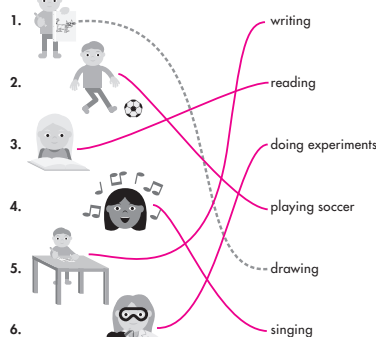 1.
writing
2.
reading
3.
doing experiments
4.
playing soccer
5.
drawing
6.
singing